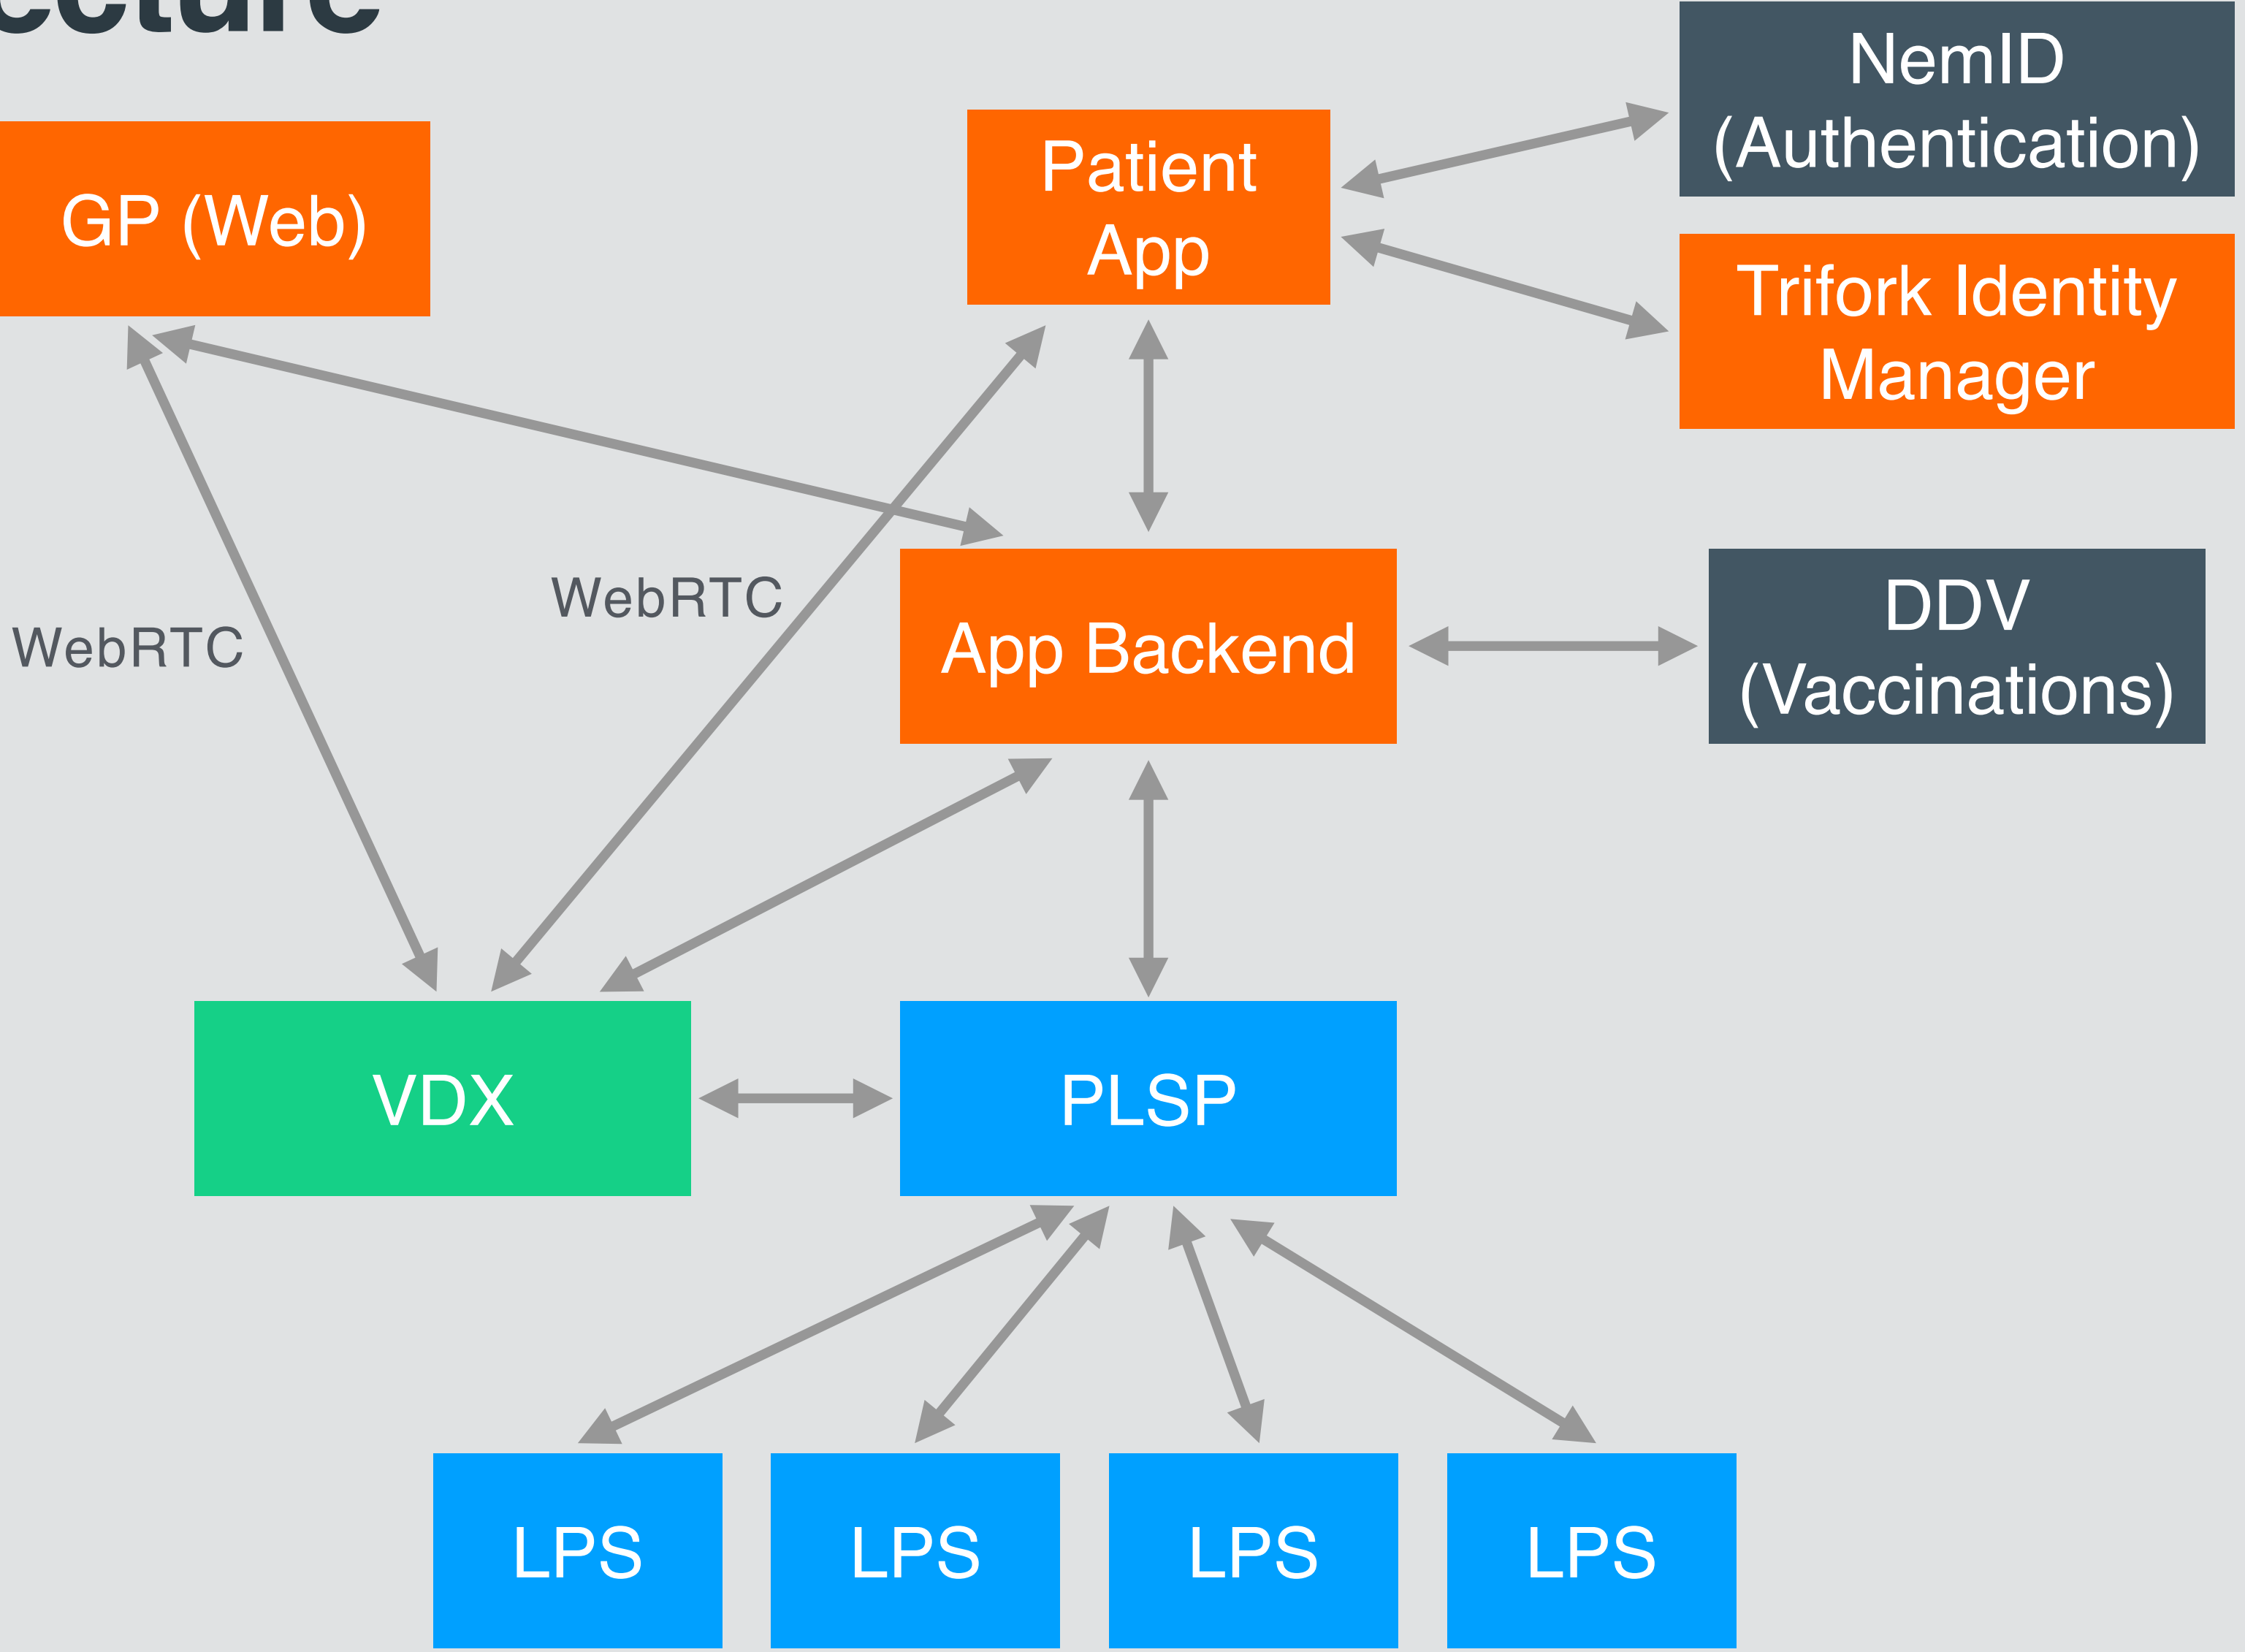 ecture
NemID
(Authentication)
GP (Web)
Patient
App
Trifork Identity
Manager
WebRTC
WebRTC
App Backend
DDV
(Vaccinations)
VDX
PLSP
LPS
LPS
LPS
LPS